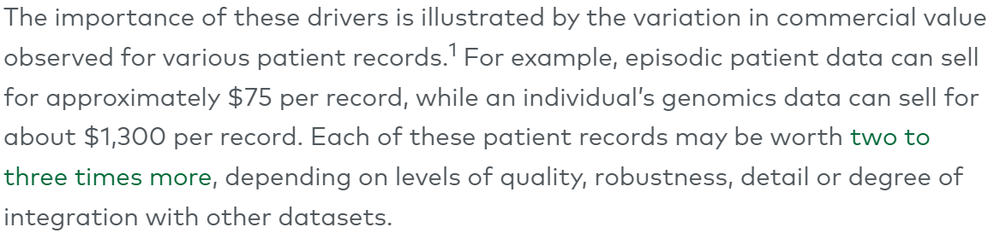 The importance of these drivers is illustrated by the variation in commercial value
observed for various patient records.¹ For example, episodic patient data can sell
for approximately $75 per record, while an individual’s genomics data can sell for
about $1,300 per record. Each of these patient records may be worth two to
three times more, depending on levels of quality, robustness, detail or degree of
integration with other datasets.